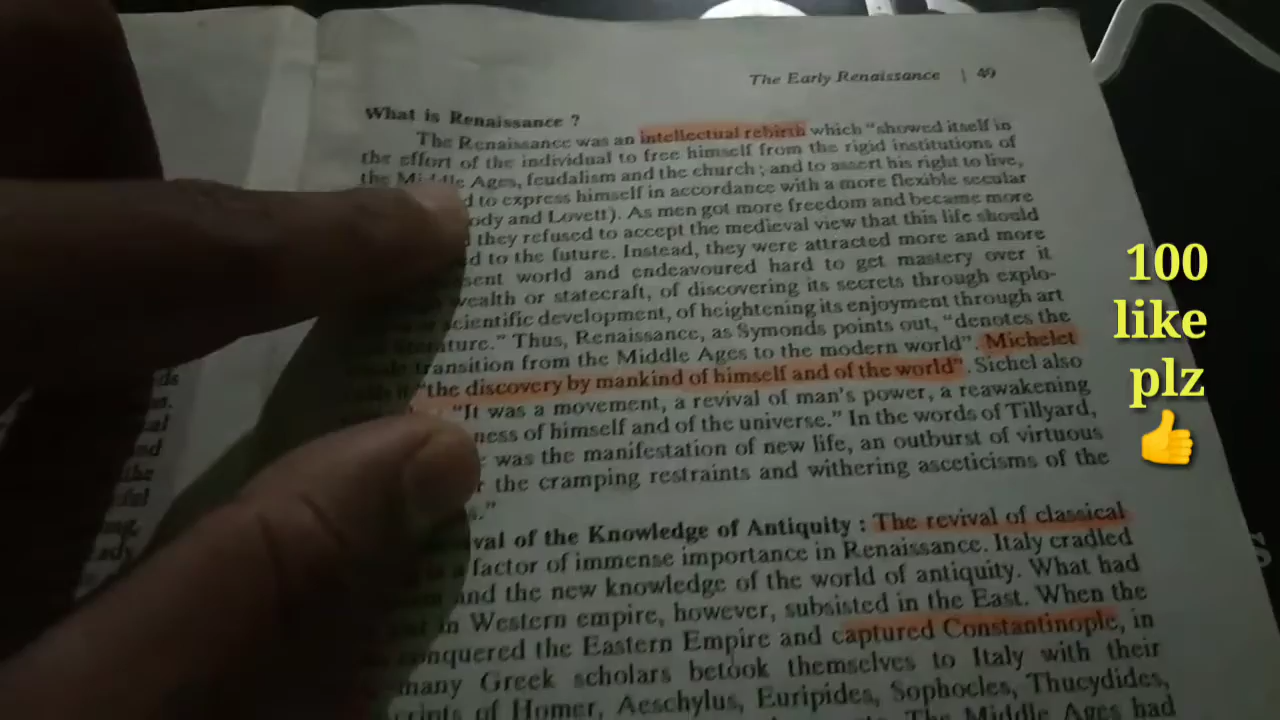 The Early Renaissance | 49
What is Renaissance ?
The Renaissance was an intellectual rebirth which “showed itself in
the effort of the individual to free himself from the rigid institutions of
the Middle Ages, feudalism and the church ; and to assert his right to live,
to express himself in accordance with a more flexible secular
and Lovett). As men got more freedom and became more
they refused to accept the medieval view that this life should
to the future. Instead, they were attracted more and more
world and endeavoured hard to get mastery over it
wealth or statecraft, of discovering its secrets through explo-
scientific development, of heightening its enjoyment through art
Thus, Renaissance, as Symonds points out, “denotes the
transition from the Middle Ages to the modern world”. Michelet
“the discovery by mankind of himself and of the world”. Sichel also
“It was a movement, a revival of man's power, a reawakening
of himself and of the universe.” In the words of Tillyard,
was the manifestation of new life, an outburst of virtuous
the cramping restraints and withering asceticisms of the
of the Knowledge of Antiquity : The revival of classical
a factor of immense importance in Renaissance. Italy cradled
and the new knowledge of the world of antiquity. What had
in Western empire, however, subsisted in the East. When the
conquered the Eastern Empire and captured Constantinople, in
many Greek scholars betook themselves to Italy with their
of Homer, Aeschylus, Euripides, Sophocles, Thucydides,
The Middle Ages had
100
like
plz
👍